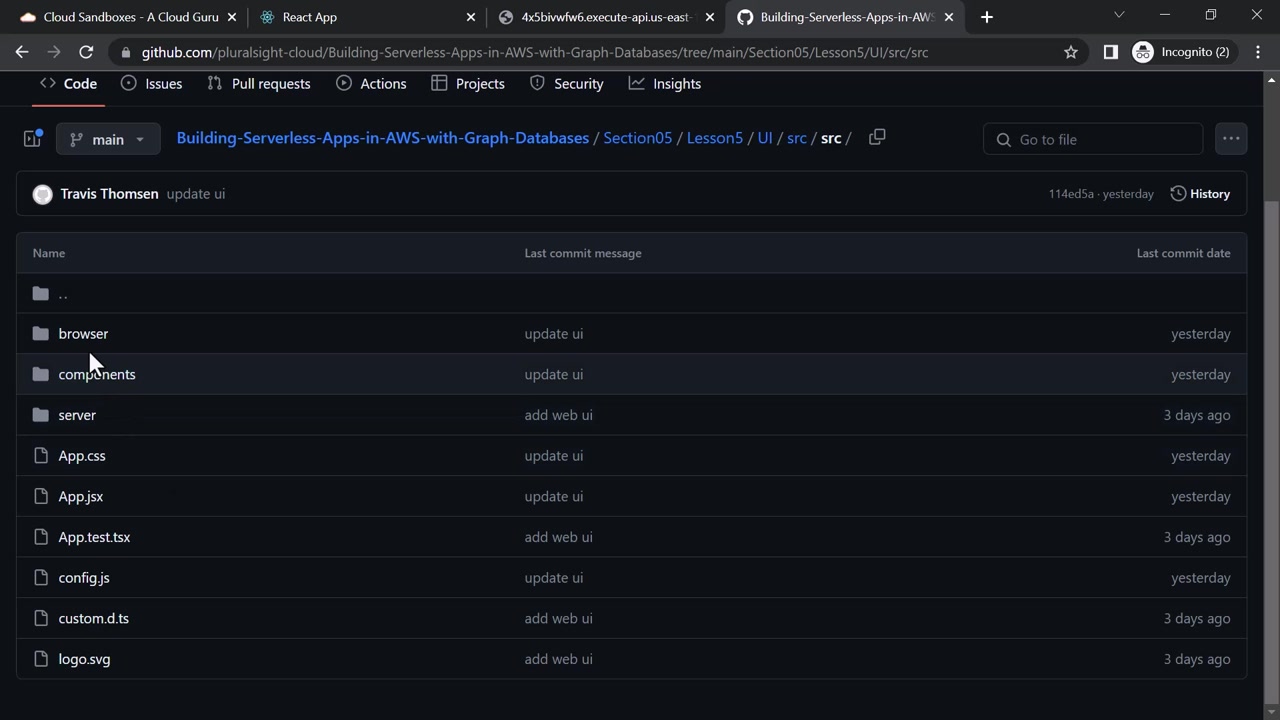 Cloud Sandboxes - A Cloud Guru
React App
4x5bivwfw6.execute-api.us-east-
Building-Serverless-Apps-in-AWS
github.com/pluralsight-cloud/Building-Serverless-Apps-in-AWS-with-Graph-Databases/tree/main/Section05/Lesson5/UI/src/src
Incognito (2)
Code
Issues
Pull requests
Actions
Projects
Security
Insights
main
Building-Serverless-Apps-in-AWS-with-Graph-Databases / Section05 / Lesson5 / UI / src / src /
Go to file
Travis Thomsen update ui
114ed5a · yesterday
History
Name Last commit message Last commit date
..
browser update ui yesterday
components update ui yesterday
server add web ui 3 days ago
App.css update ui yesterday
App.jsx update ui yesterday
App.test.tsx add web ui 3 days ago
config.js update ui yesterday
custom.d.ts add web ui 3 days ago
logo.svg add web ui 3 days ago